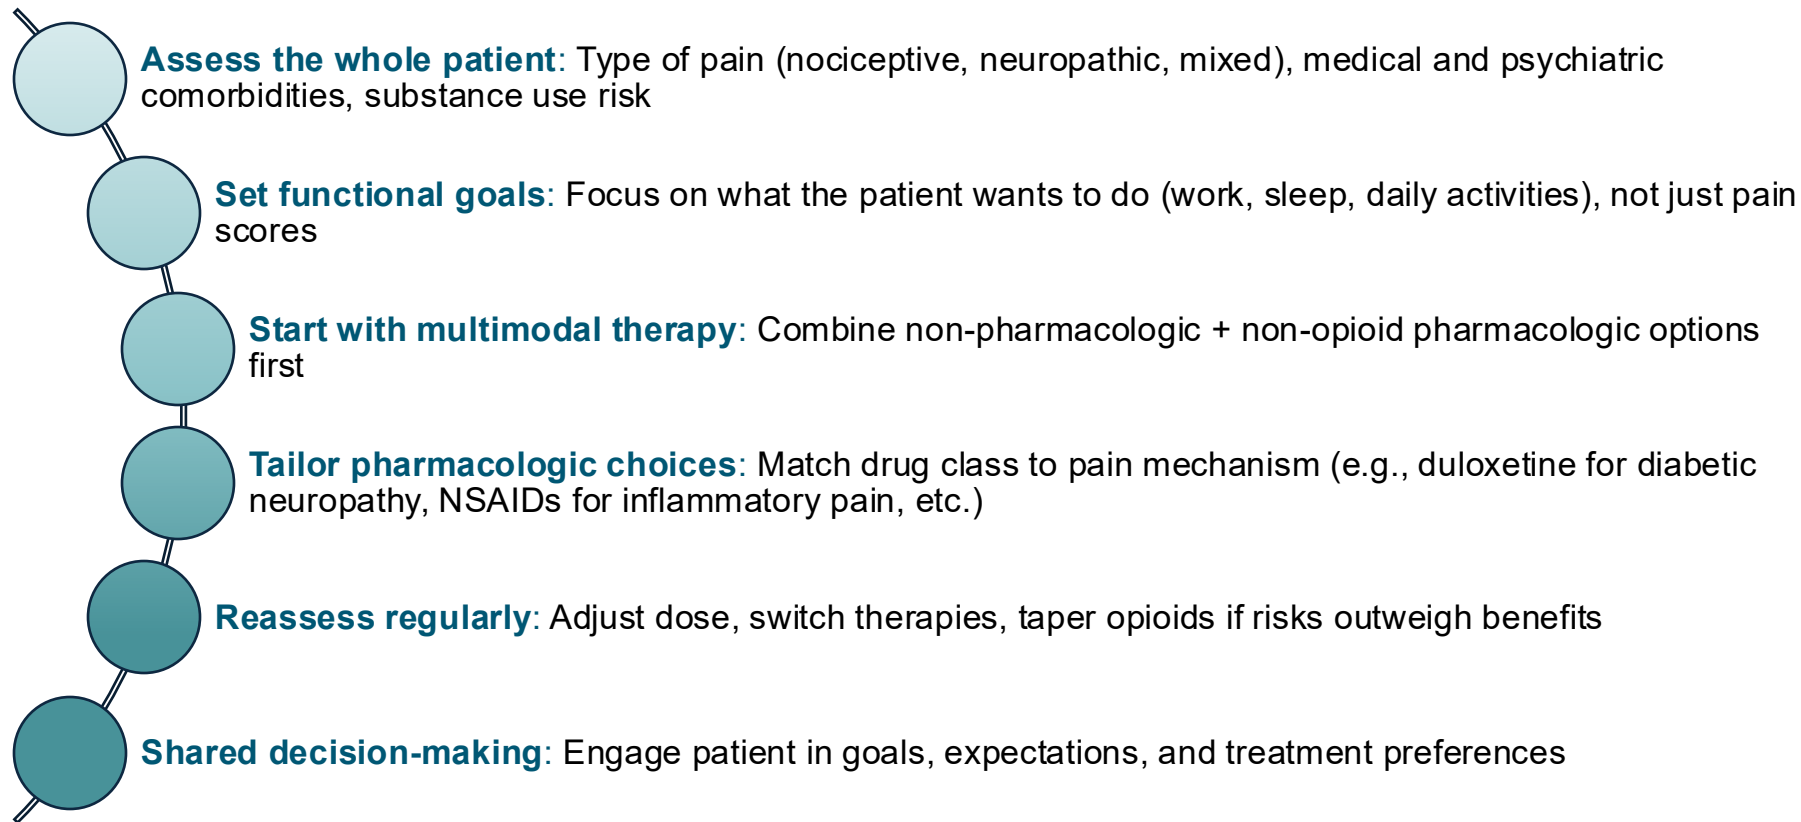 Assess the whole patient: Type of pain (nociceptive, neuropathic, mixed), medical and psychiatric
comorbidities, substance use risk
Set functional goals: Focus on what the patient wants to do (work, sleep, daily activities), not just pain
scores
Start with multimodal therapy: Combine non-pharmacologic + non-opioid pharmacologic options
first
Tailor pharmacologic choices: Match drug class to pain mechanism (e.g., duloxetine for diabetic
neuropathy, NSAIDs for inflammatory pain, etc.)
Reassess regularly: Adjust dose, switch therapies, taper opioids if risks outweigh benefits
Shared decision-making: Engage patient in goals, expectations, and treatment preferences